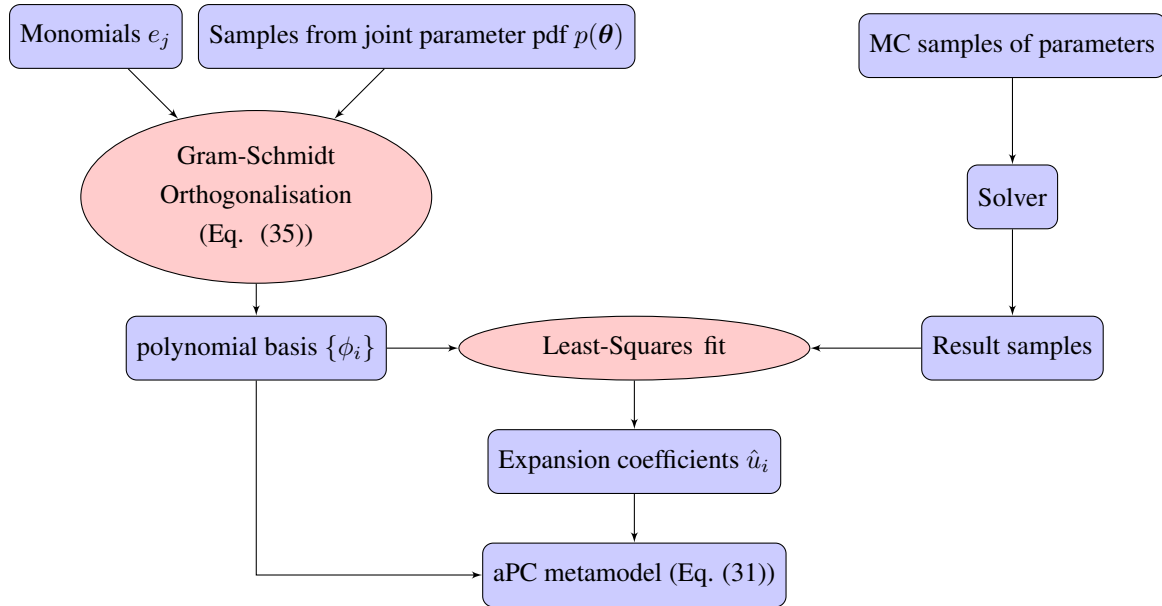 Monomials $e_j$
Samples from joint parameter pdf $p(\boldsymbol{\theta})$
MC samples of parameters
Gram-Schmidt
Orthogonalisation
(Eq. (35))
Solver
polynomial basis $\{\phi_i\}$
Least-Squares fit
Result samples
Expansion coefficients $\hat{u}_i$
aPC metamodel (Eq. (31))